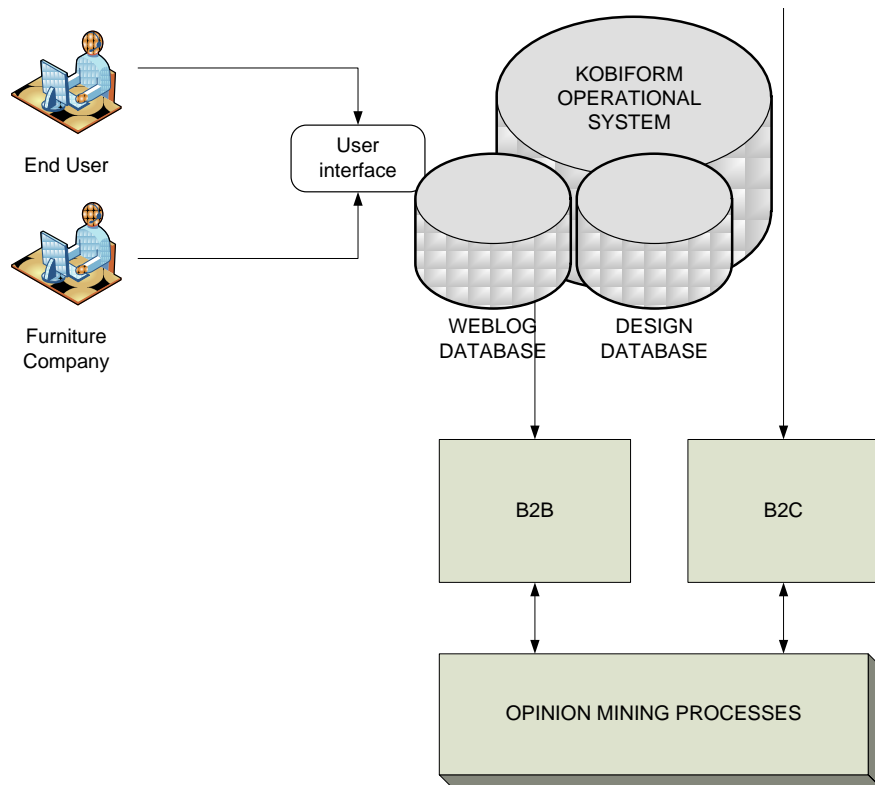 KOBIFORM
OPERATIONAL
SYSTEM
End User
User
interface
Furniture
Company
WEBLOG
DATABASE
DESIGN
DATABASE
B2B
B2C
OPINION MINING PROCESSES